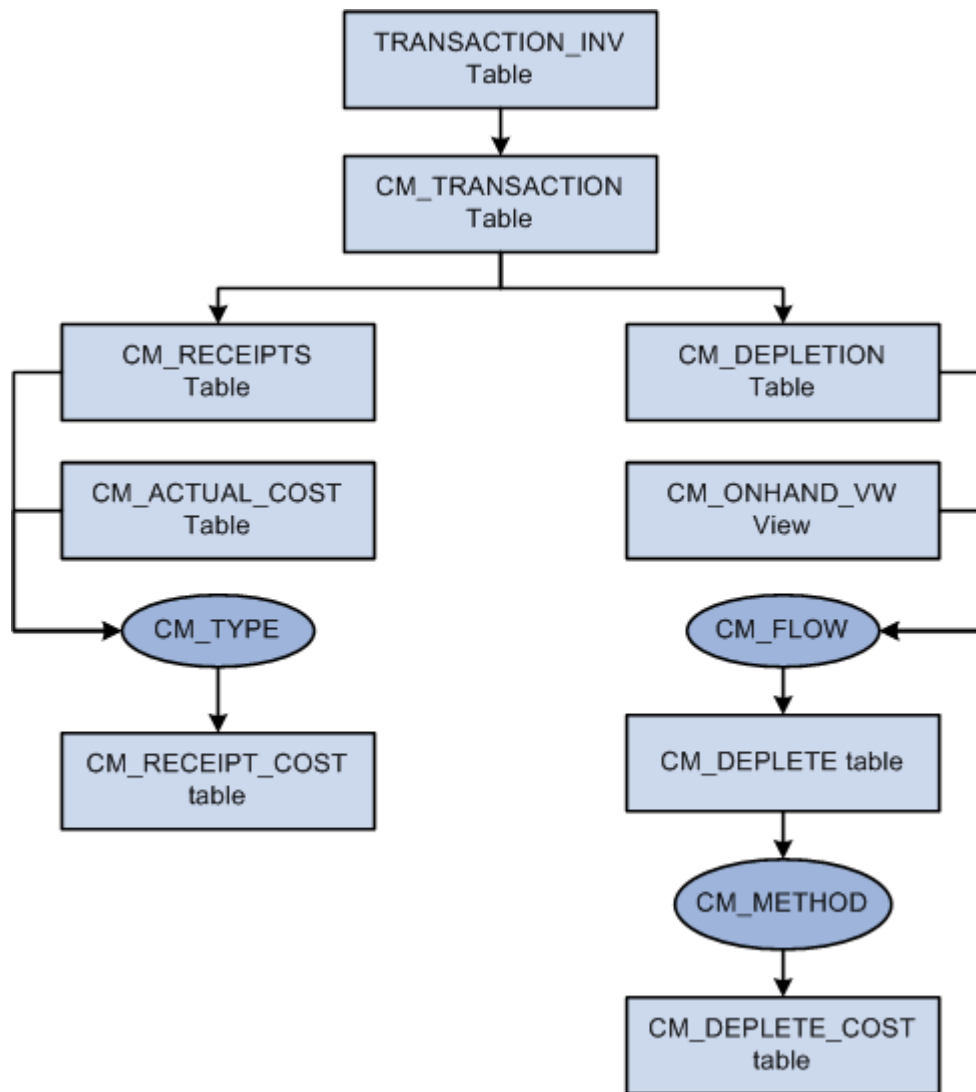 TRANSACTION_INV
Table
CM_TRANSACTION
Table
CM_RECEIPTS
Table
CM_DEPLETION
Table
CM_ACTUAL_COST
Table
CM_ONHAND_VW
View
CM_TYPE
CM_FLOW
CM_RECEIPT_COST
table
CM_DEPLETE table
CM_METHOD
CM_DEPLETE_COST
table